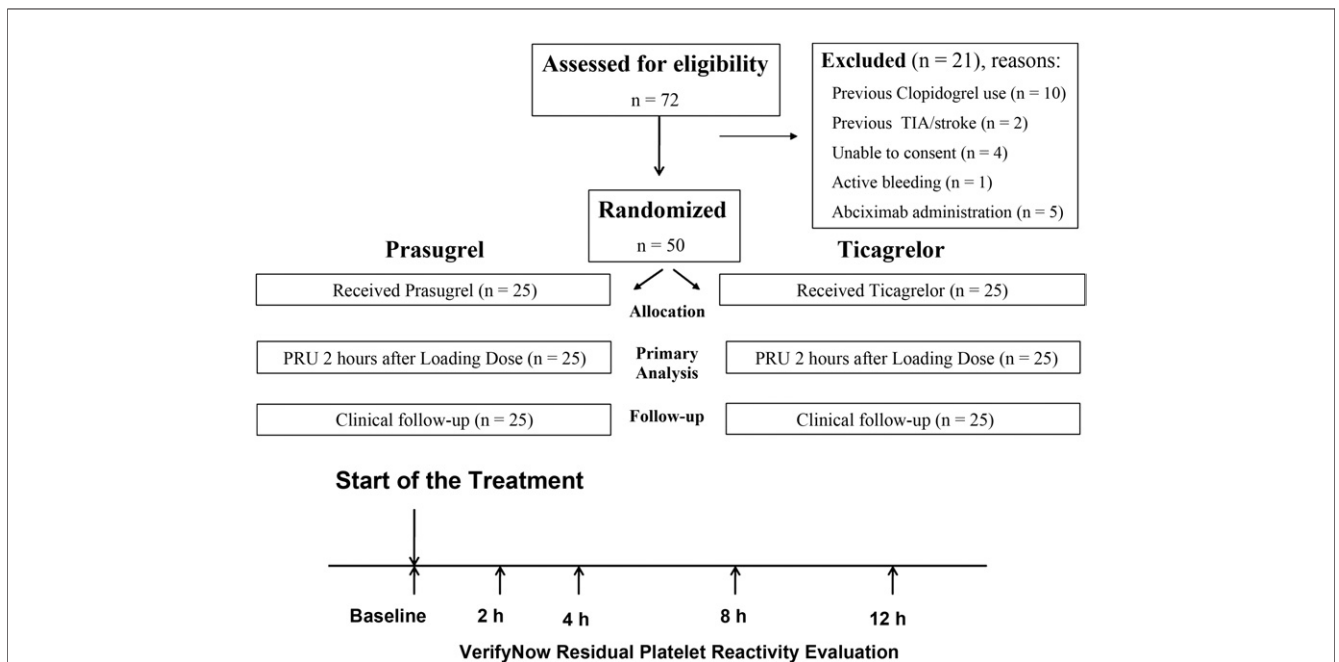 Assessed for eligibility
n = 72
Excluded (n = 21), reasons:
Previous Clopidogrel use (n = 10)
Previous TIA/stroke (n = 2)
Unable to consent (n = 4)
Active bleeding (n = 1)
Abciximab administration (n = 5)
Randomized
n = 50
Prasugrel
Ticagrelor
Received Prasugrel (n = 25)
Allocation
Received Ticagrelor (n = 25)
PRU 2 hours after Loading Dose (n = 25)
Primary
Analysis
PRU 2 hours after Loading Dose (n = 25)
Clinical follow-up (n = 25)
Follow-up
Clinical follow-up (n = 25)
Start of the Treatment
Baseline 2 h 4 h 8 h 12 h
VerifyNow Residual Platelet Reactivity Evaluation